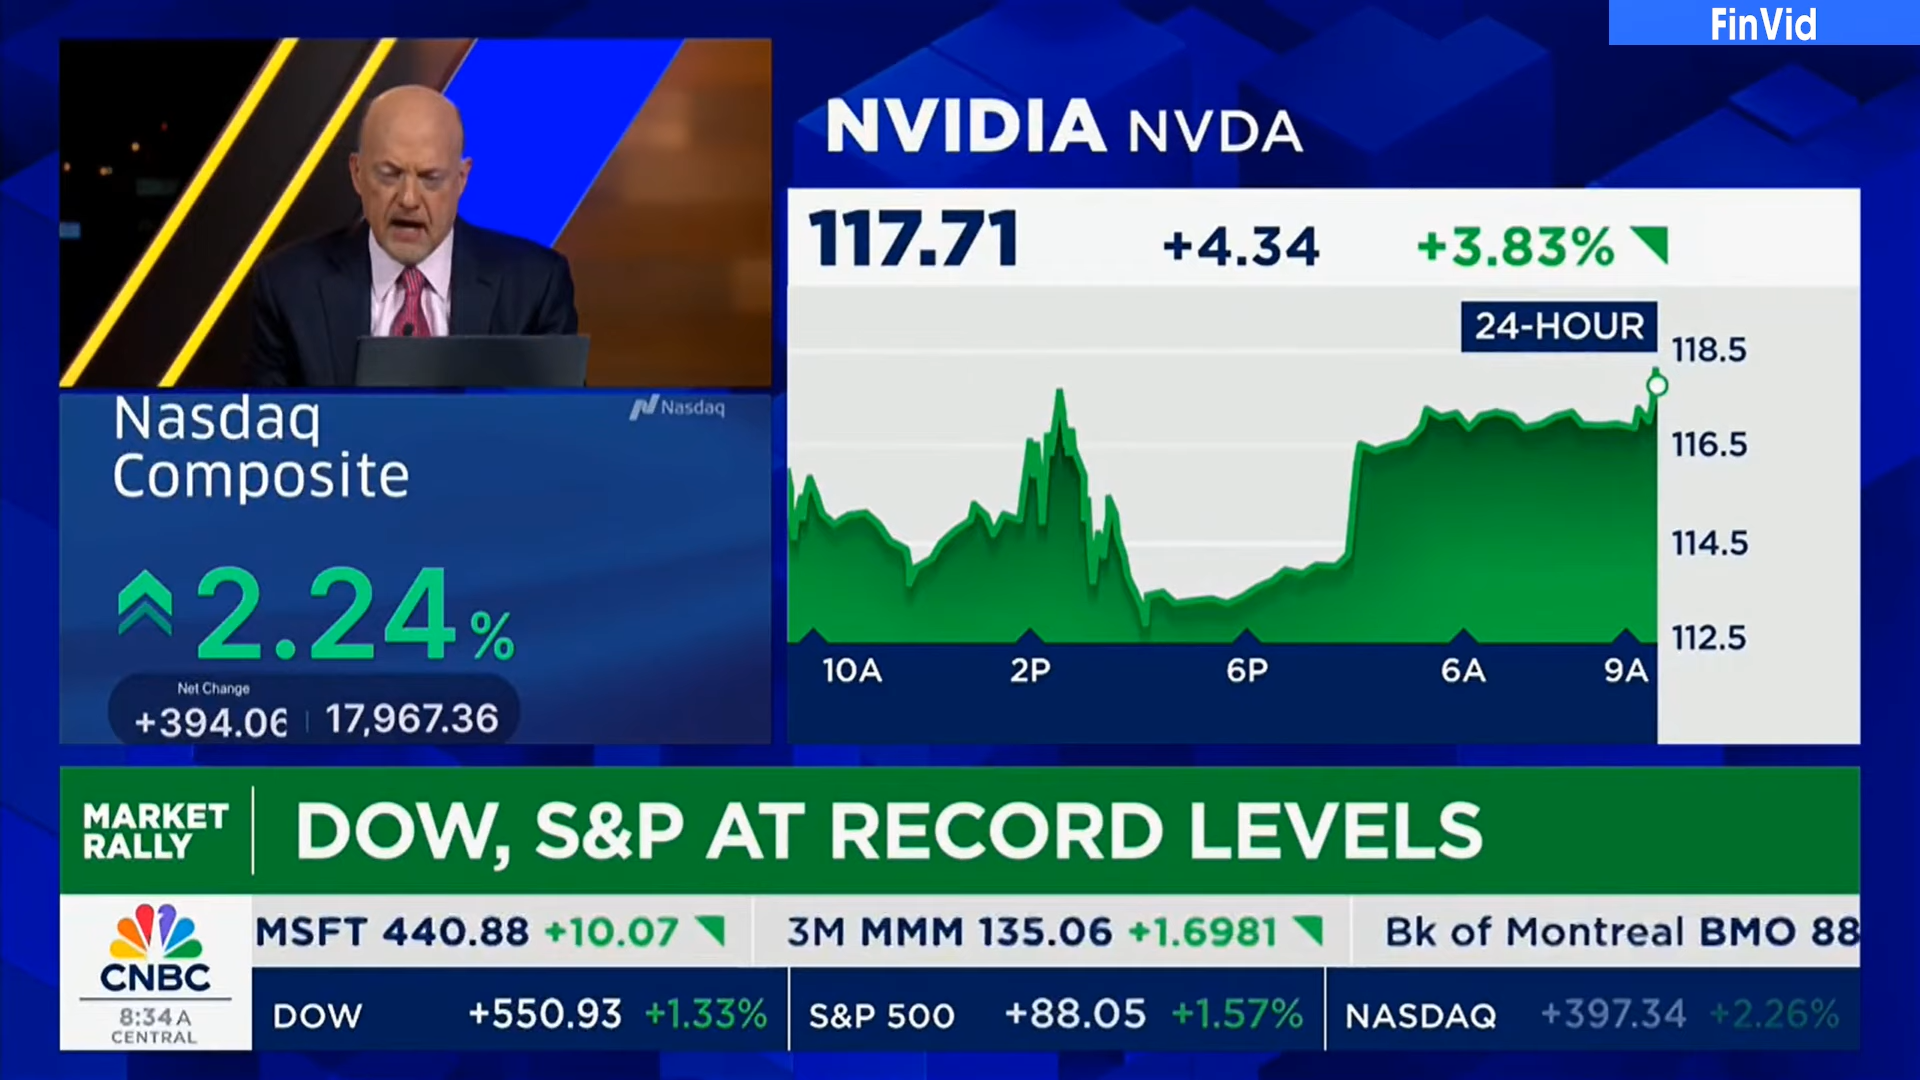 FinVid
NVIDIA NVDA
117.71 +4.34 +3.83%
24-HOUR
118.5
116.5
114.5
112.5
10A 2P 6P 6A 9A
Nasdaq
Composite
Nasdaq
2.24%
Net Change
+394.06 17,967.36
MARKET
RALLY
DOW, S&P AT RECORD LEVELS
MSFT 440.88 +10.07 3M MMM 135.06 +1.6981 Bk of Montreal BMO 88
CNBC
8:34A
CENTRAL
DOW +550.93 +1.33% S&P 500 +88.05 +1.57% NASDAQ +397.34 +2.26%